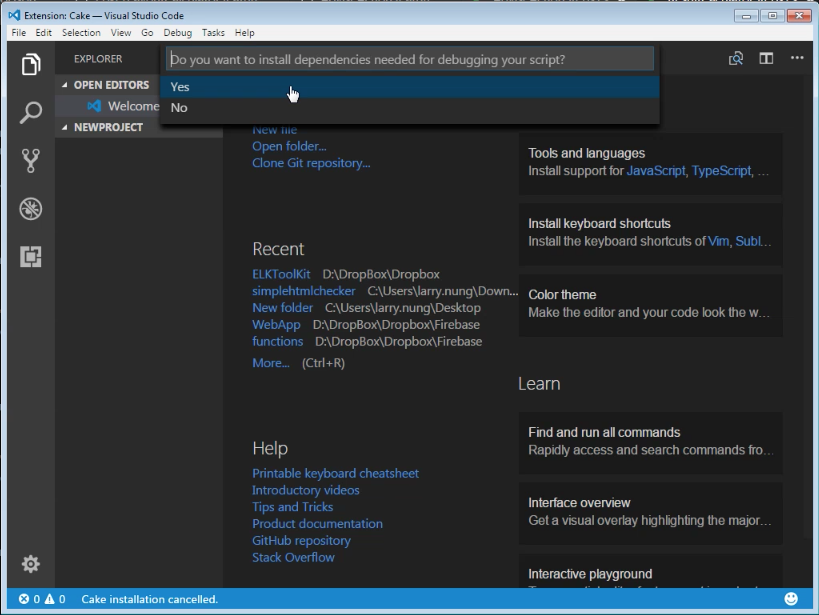 Extension: Cake — Visual Studio Code
File Edit Selection View Go Debug Tasks Help
EXPLORER
Do you want to install dependencies needed for debugging your script?
Yes
No
OPEN EDITORS
Welcome
NEWPROJECT
New file
Open folder...
Clone Git repository...
Recent
ELKToolKit D:\DropBox\Dropbox
simplehtmlchecker C:\Users\larry.nung\Down...
New folder C:\Users\larry.nung\Desktop
WebApp D:\DropBox\Dropbox\Firebase
functions D:\DropBox\Dropbox\Firebase
More... (Ctrl+R)
Help
Printable keyboard cheatsheet
Introductory videos
Tips and Tricks
Product documentation
GitHub repository
Stack Overflow
Tools and languages
Install support for JavaScript, TypeScript, ...
Install keyboard shortcuts
Install the keyboard shortcuts of Vim, Subl...
Color theme
Make the editor and your code look the w...
Learn
Find and run all commands
Rapidly access and search commands fro...
Interface overview
Get a visual overlay highlighting the major...
Interactive playground
0 0 Cake installation cancelled.